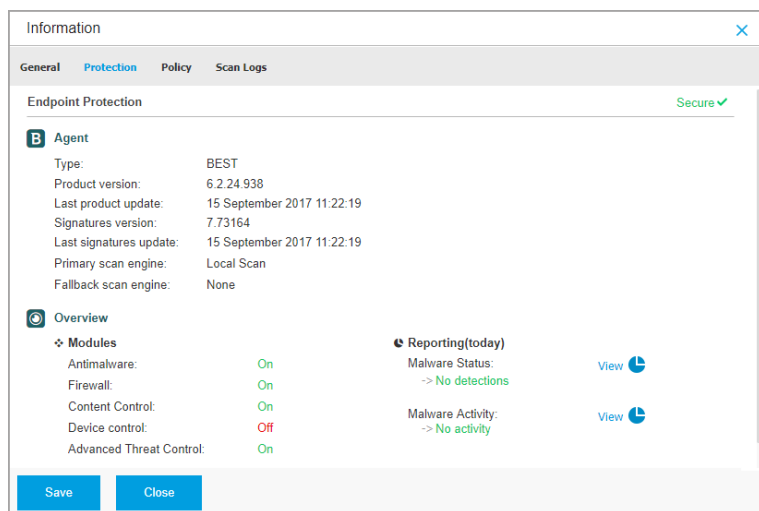 Information
General Protection Policy Scan Logs
Endpoint Protection Secure
B Agent
Type: BEST
Product version: 6.2.24.938
Last product update: 15 September 2017 11:22:19
Signatures version: 7.73164
Last signatures update: 15 September 2017 11:22:19
Primary scan engine: Local Scan
Fallback scan engine: None
Overview
Modules
Antimalware: On
Firewall: On
Content Control: On
Device control: Off
Advanced Threat Control: On
Reporting(today)
Malware Status: View
-> No detections
Malware Activity: View
-> No activity
Save Close